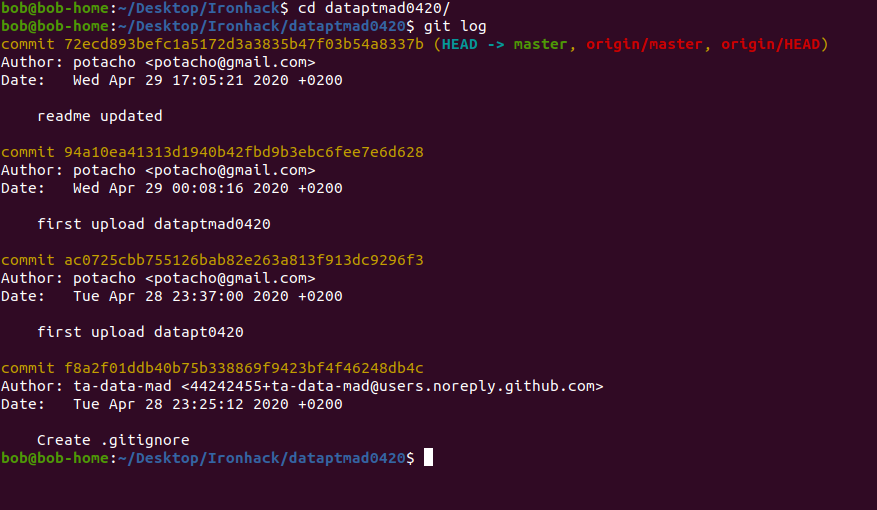 bob@bob-home:~/Desktop/Ironhack$ cd dataptmad0420/
bob@bob-home:~/Desktop/Ironhack/dataptmad0420$ git log
commit 72ecd893befc1a5172d3a3835b47f03b54a8337b (HEAD -> master, origin/master, origin/HEAD)
Author: potacho <potacho@gmail.com>
Date:   Wed Apr 29 17:05:21 2020 +0200
    readme updated
commit 94a10ea41313d1940b42fbd9b3ebc6fee7e6d628
Author: potacho <potacho@gmail.com>
Date:   Wed Apr 29 00:08:16 2020 +0200
    first upload dataptmad0420
commit ac0725cbb755126bab82e263a813f913dc9296f3
Author: potacho <potacho@gmail.com>
Date:   Tue Apr 28 23:37:00 2020 +0200
    first upload datapt0420
commit f8a2f01ddb40b75b338869f9423bf4f46248db4c
Author: ta-data-mad <44242455+ta-data-mad@users.noreply.github.com>
Date:   Tue Apr 28 23:25:12 2020 +0200
    Create .gitignore
bob@bob-home:~/Desktop/Ironhack/dataptmad0420$